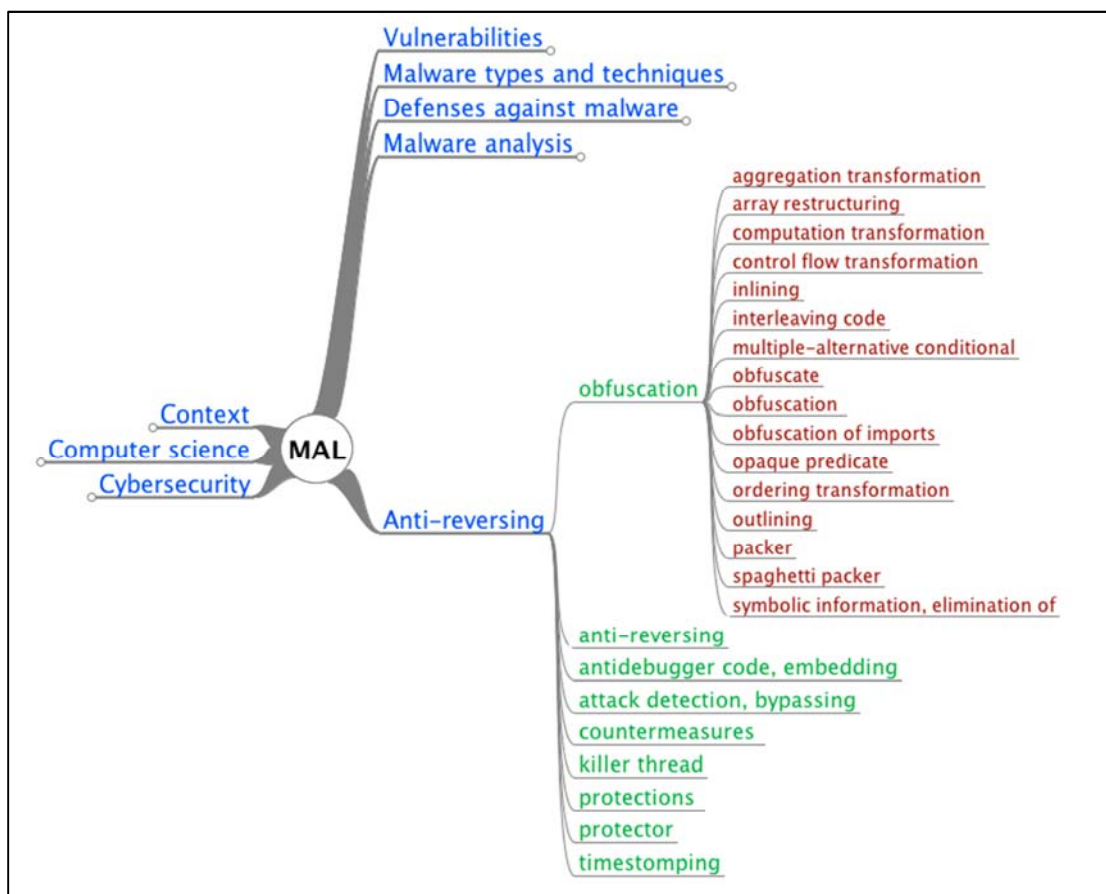 Vulnerabilities
Malware types and techniques
Defenses against malware
Malware analysis
Context
Computer science
Cybersecurity
MAL
Anti-reversing
obfuscation
aggregation transformation
array restructuring
computation transformation
control flow transformation
inlining
interleaving code
multiple-alternative conditional
obfuscate
obfuscation
obfuscation of imports
opaque predicate
ordering transformation
outlining
packer
spaghetti packer
symbolic information, elimination of
anti-reversing
antidebugger code, embedding
attack detection, bypassing
countermeasures
killer thread
protections
protector
timestomping